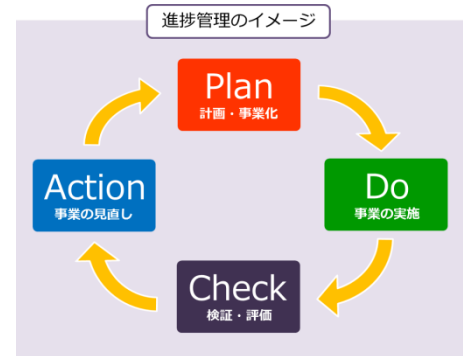 進捗管理のイメージ
Plan
計画・事業化
Action
事業の見直し
Do
事業の実施
Check
検証・評価